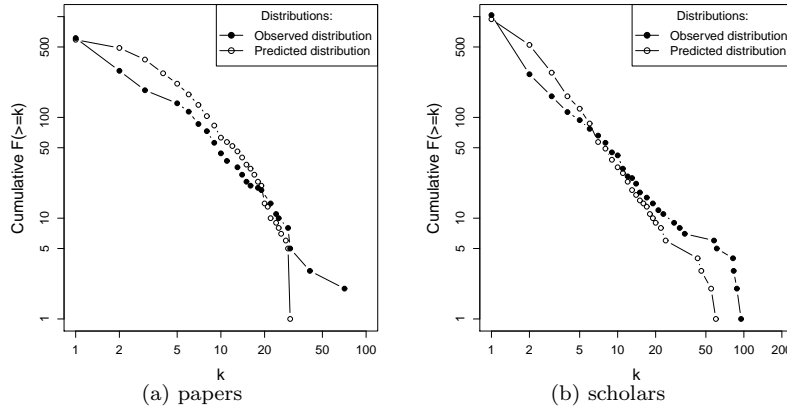 Distributions:
Observed distribution
Predicted distribution
Cumulative F(>=k)
500
100
50
10
5
1
1 2 5 10 20 50 100
k
(a) papers
Distributions:
Observed distribution
Predicted distribution
Cumulative F(>=k)
500
100
50
10
5
1
1 2 5 10 20 50 100 200
k
(b) scholars